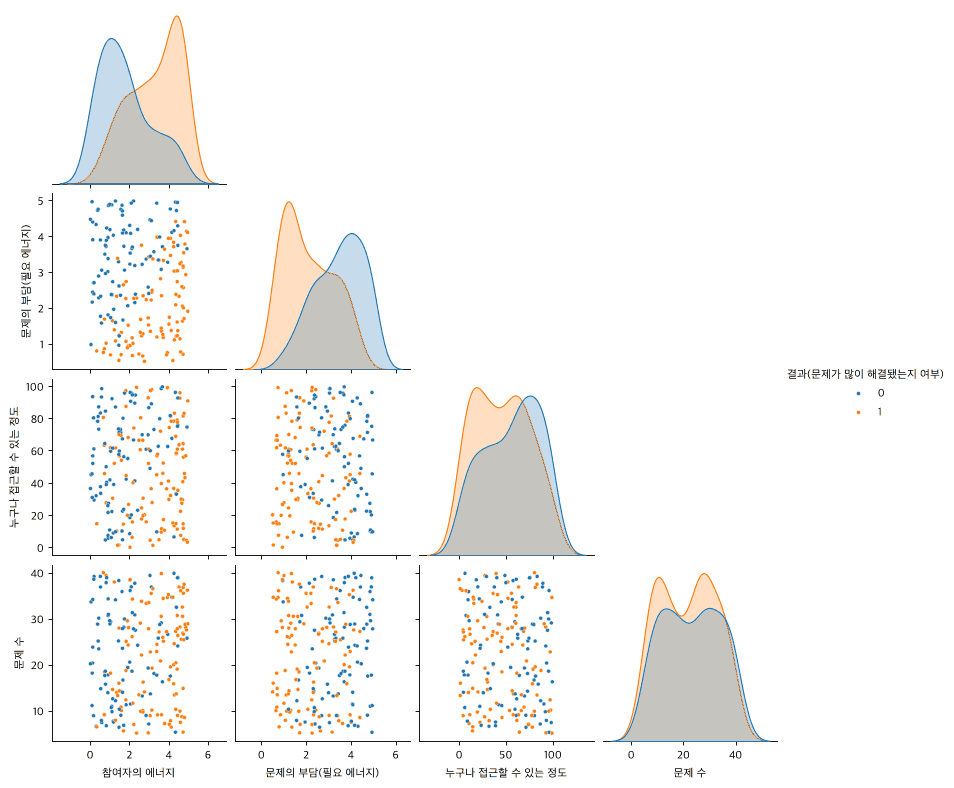 5
4
3
2
1
문제의 부담(필요 에너지)
100
80
60
40
20
0
누구나 접근할 수 있는 정도
40
30
20
10
문제 수
0 2 4 6
참여자의 에너지
0 2 4 6
문제의 부담(필요 에너지)
0 50 100
누구나 접근할 수 있는 정도
0 20 40
문제 수
결과(문제가 많이 해결됐는지 여부)
0
1